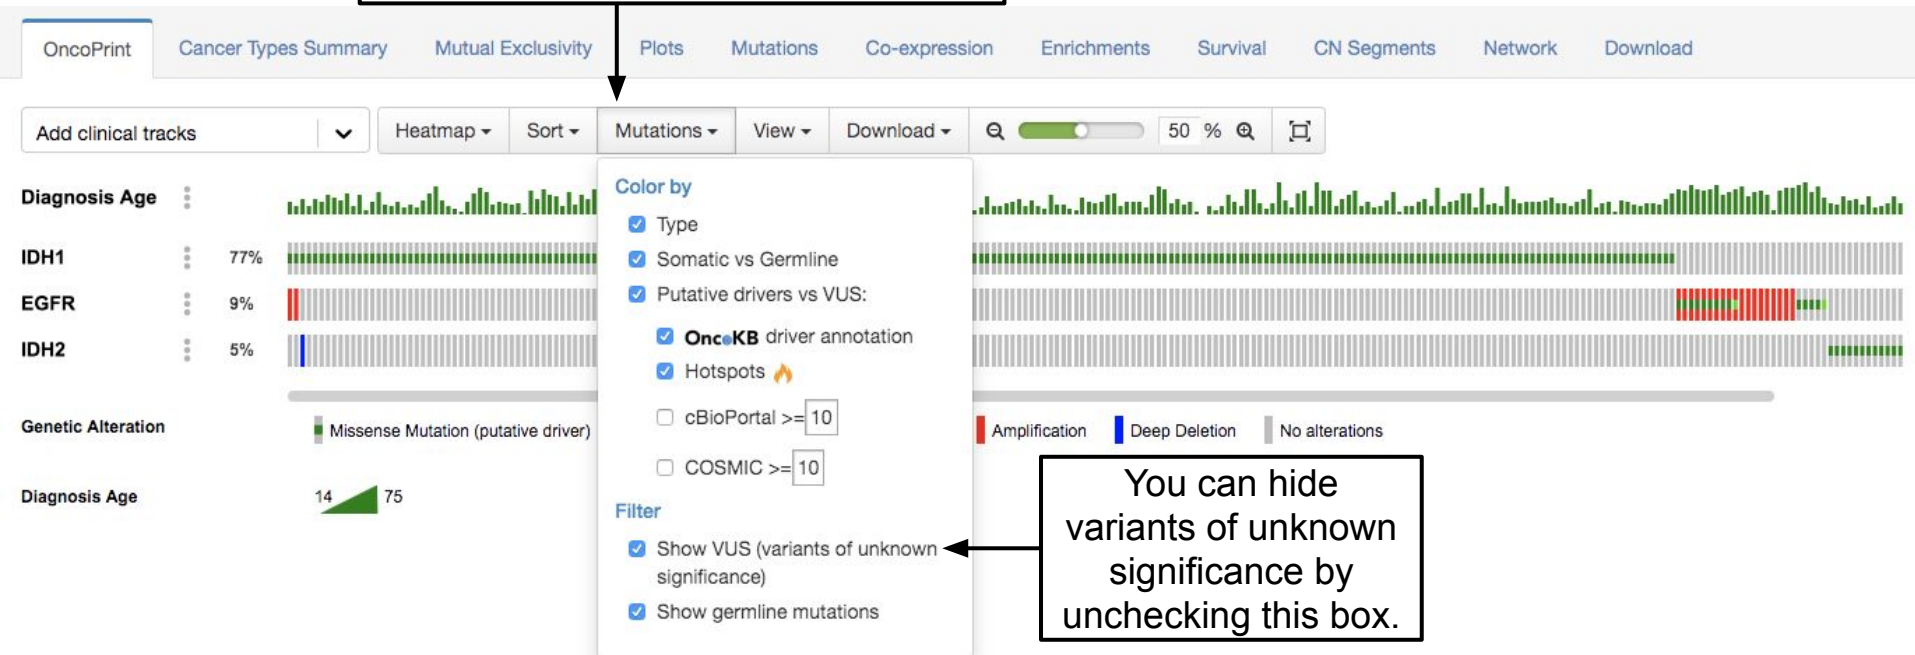 OncoPrint Cancer Types Summary Mutual Exclusivity Plots Mutations Co-expression Enrichments Survival CN Segments Network Download
Add clinical tracks Heatmap Sort Mutations View Download 50 %
Diagnosis Age
IDH1 77%
EGFR 9%
IDH2 5%
Color by
Type
Somatic vs Germline
Putative drivers vs VUS:
OncoKB driver annotation
Hotspots
cBioPortal >= 10
COSMIC >= 10
Filter
Show VUS (variants of unknown
significance)
Show germline mutations
Genetic Alteration Missense Mutation (putative driver) Amplification Deep Deletion No alterations
Diagnosis Age 14 75
You can hide
variants of unknown
significance by
unchecking this box.